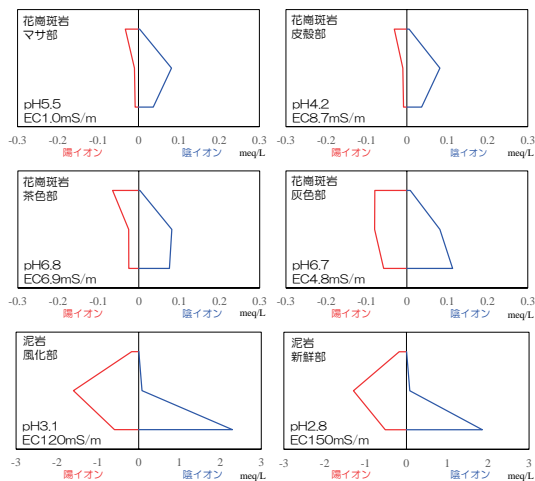 花崗斑岩
マサ部
pH5.5
EC1.0mS/m
-0.3 -0.2 -0.1 0 0.1 0.2 0.3
陽イオン 陰イオン meq/L
花崗斑岩
皮殻部
pH4.2
EC8.7mS/m
-0.3 -0.2 -0.1 0 0.1 0.2 0.3
陽イオン 陰イオン meq/L
花崗斑岩
茶色部
pH6.8
EC6.9mS/m
-0.3 -0.2 -0.1 0 0.1 0.2 0.3
陽イオン 陰イオン meq/L
花崗斑岩
灰色部
pH6.7
EC4.8mS/m
-0.3 -0.2 -0.1 0 0.1 0.2 0.3
陽イオン 陰イオン meq/L
泥岩
風化部
pH3.1
EC120mS/m
-3 -2 -1 0 1 2 3
陽イオン 陰イオン meq/L
泥岩
新鮮部
pH2.8
EC150mS/m
-3 -2 -1 0 1 2 3
陽イオン 陰イオン meq/L